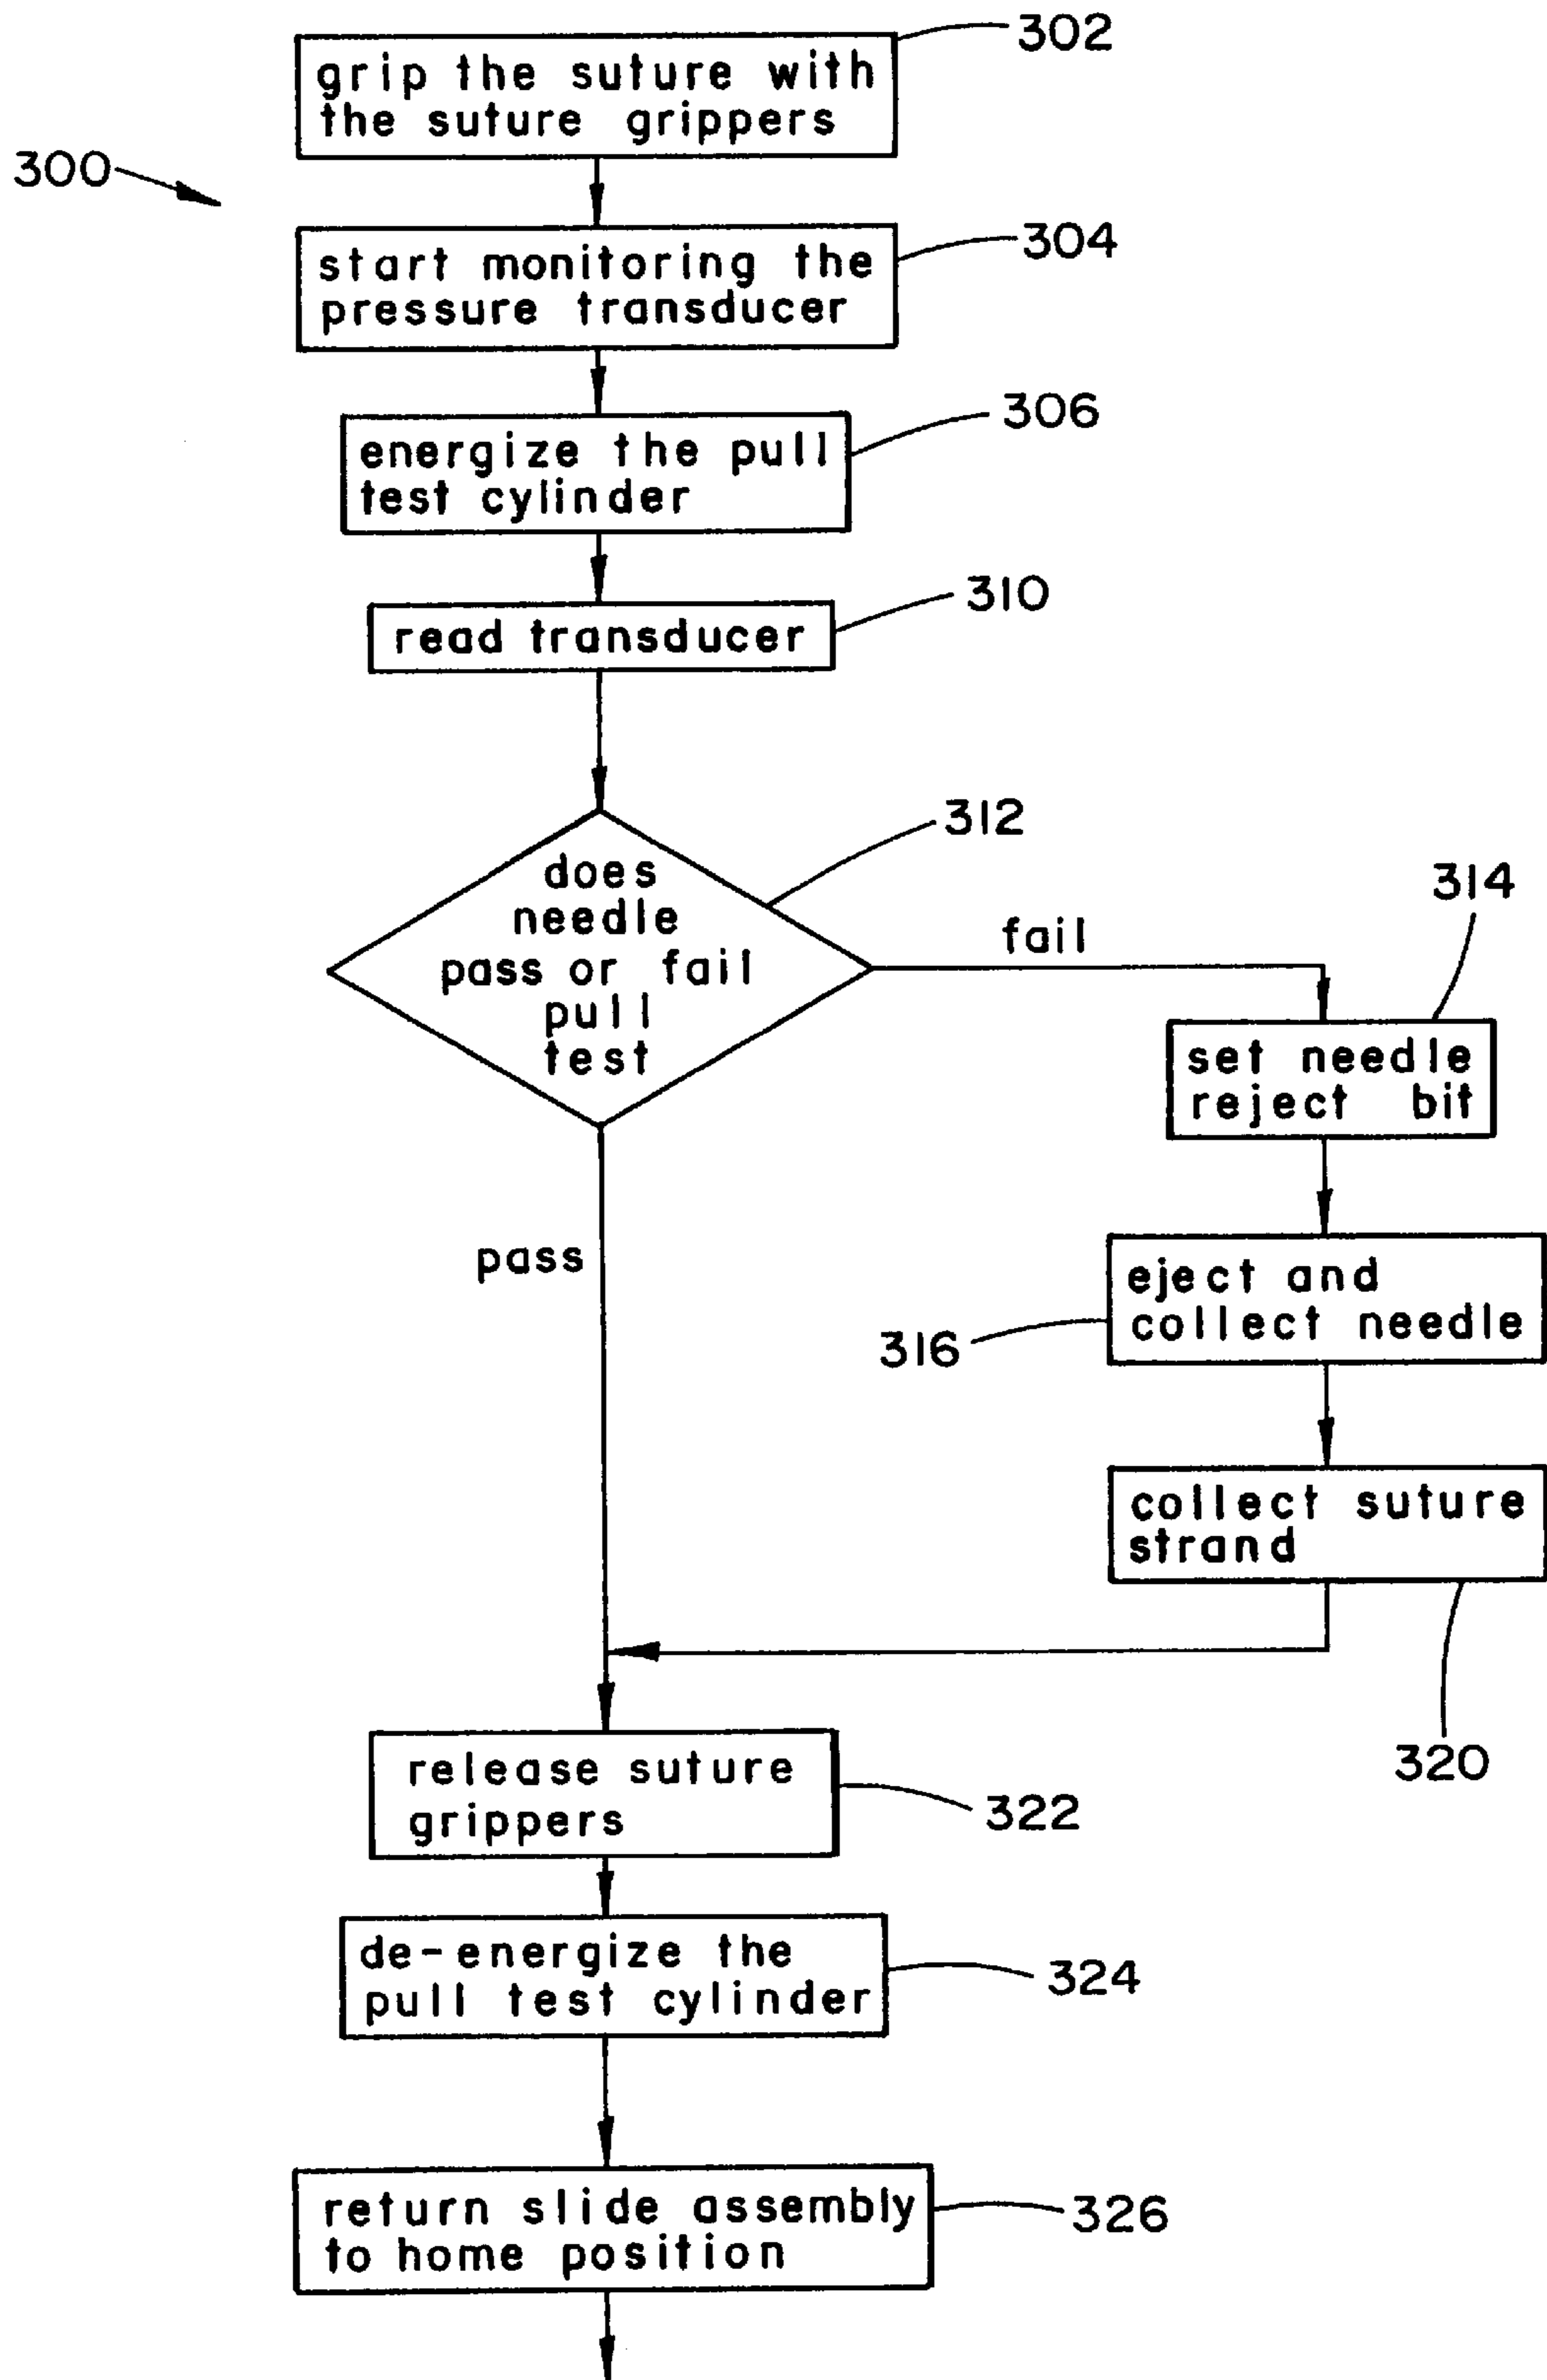 302
grip the suture with
the suture grippers
300
304
start monitoring the
pressure transducer
306
energize the pull
test cylinder
310
read transducer
312
does
needle
pass or fail
pull
test
fail
314
set needle
reject bit
pass
316
eject and
collect needle
collect suture
strand
320
release suture
grippers
322
de-energize the
pull test cylinder
324
return slide assembly
to home position
326